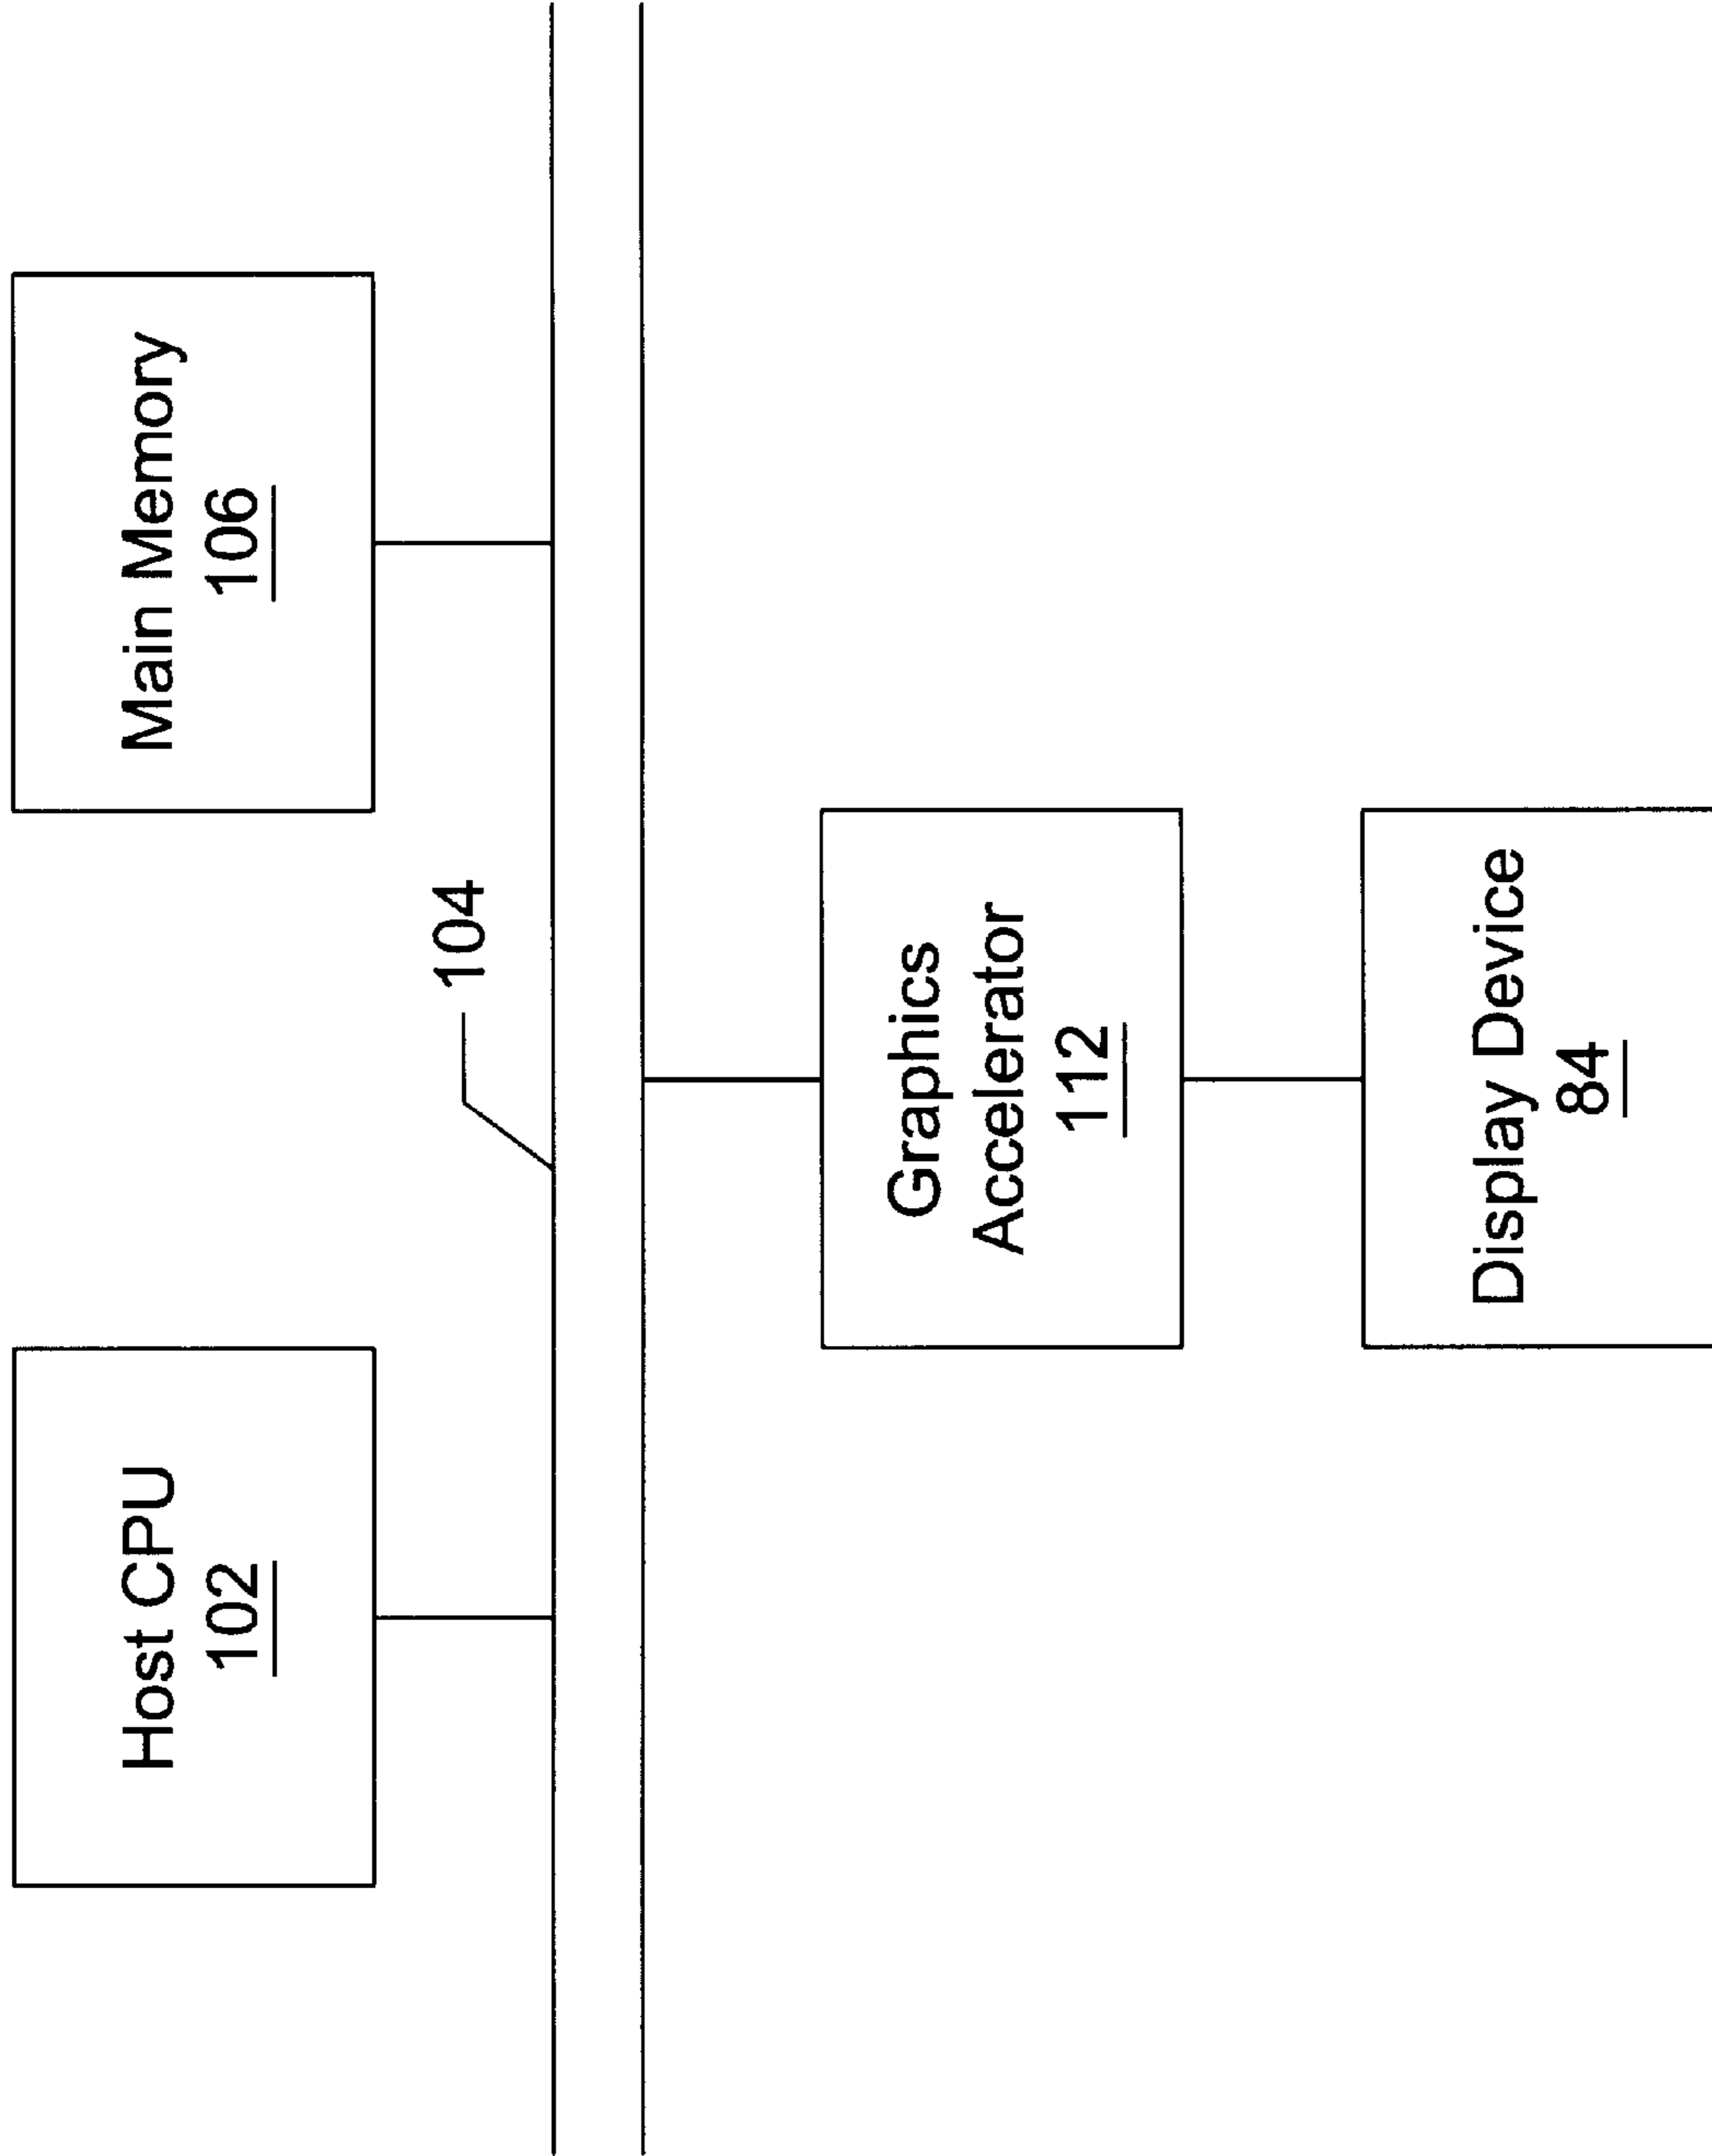 Host CPU
102
Main Memory
106
104
Graphics
Accelerator
112
Display Device
84